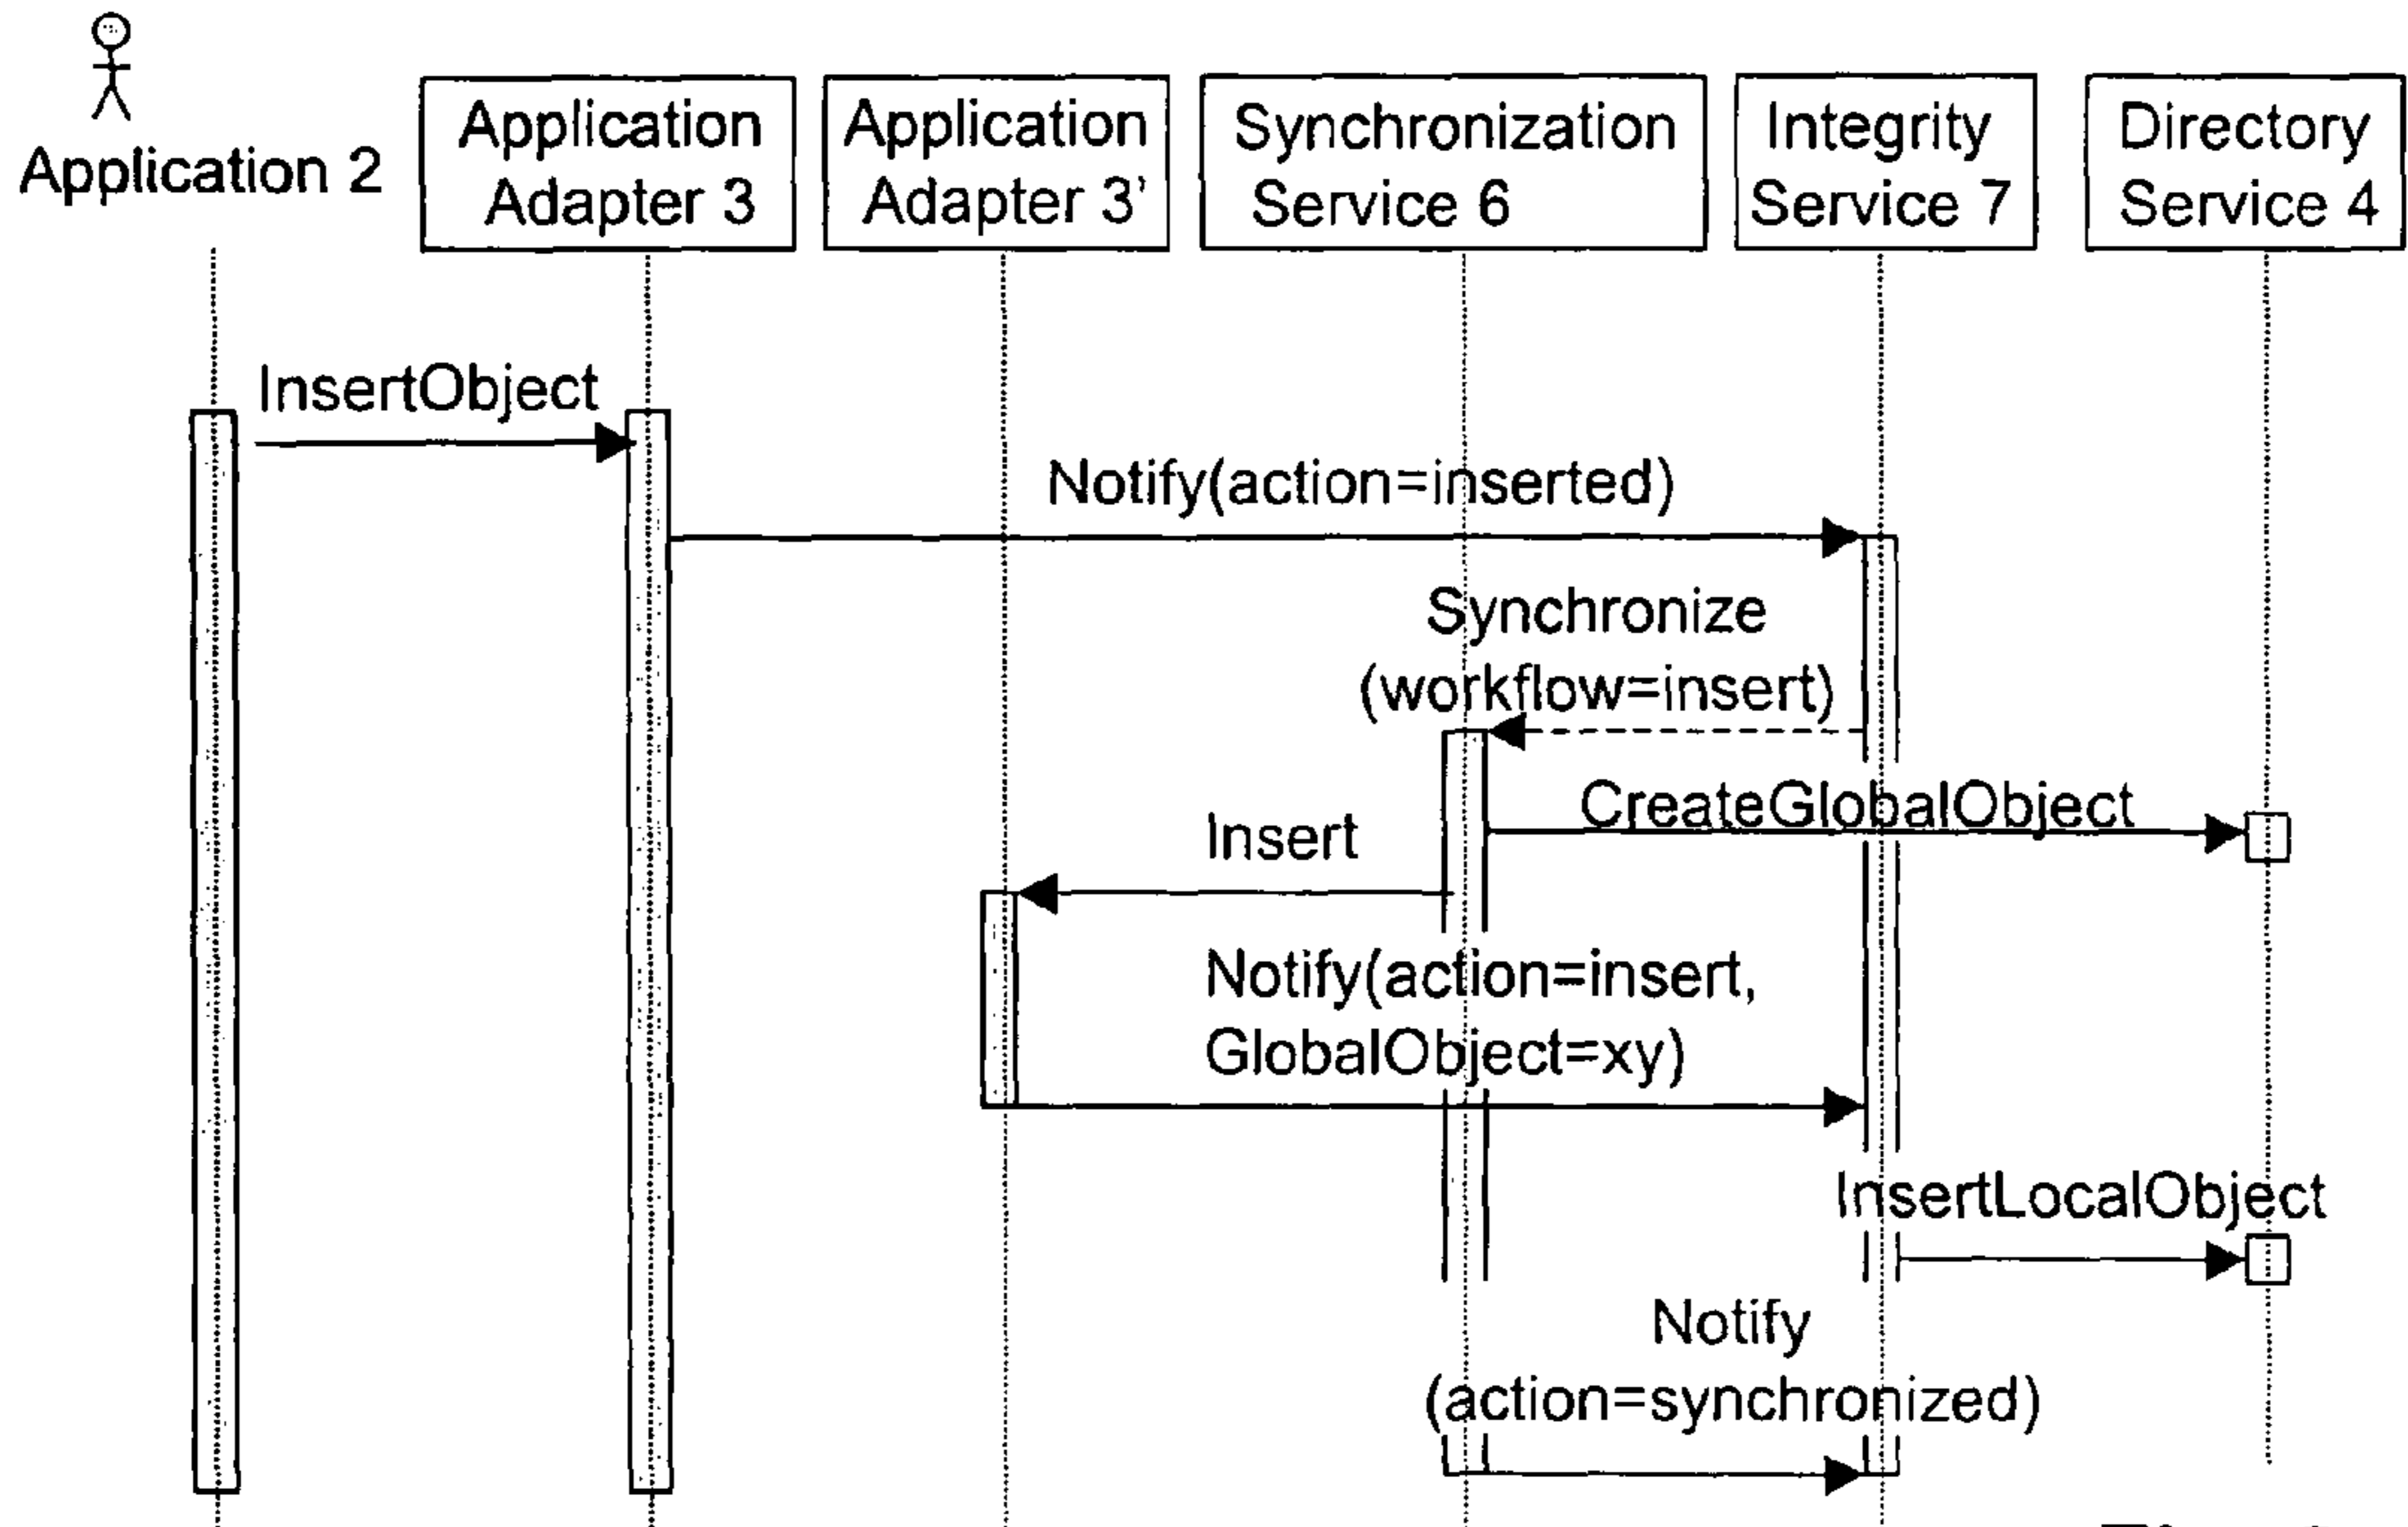 Application 2
Application
Adapter 3
Application
Adapter 3'
Synchronization
Service 6
Integrity
Service 7
Directory
Service 4
InsertObject
Notify(action=inserted)
Synchronize
(workflow=insert)
CreateGlobalObject
Insert
Notify(action=insert,
GlobalObject=xy)
InsertLocalObject
Notify
(action=synchronized)